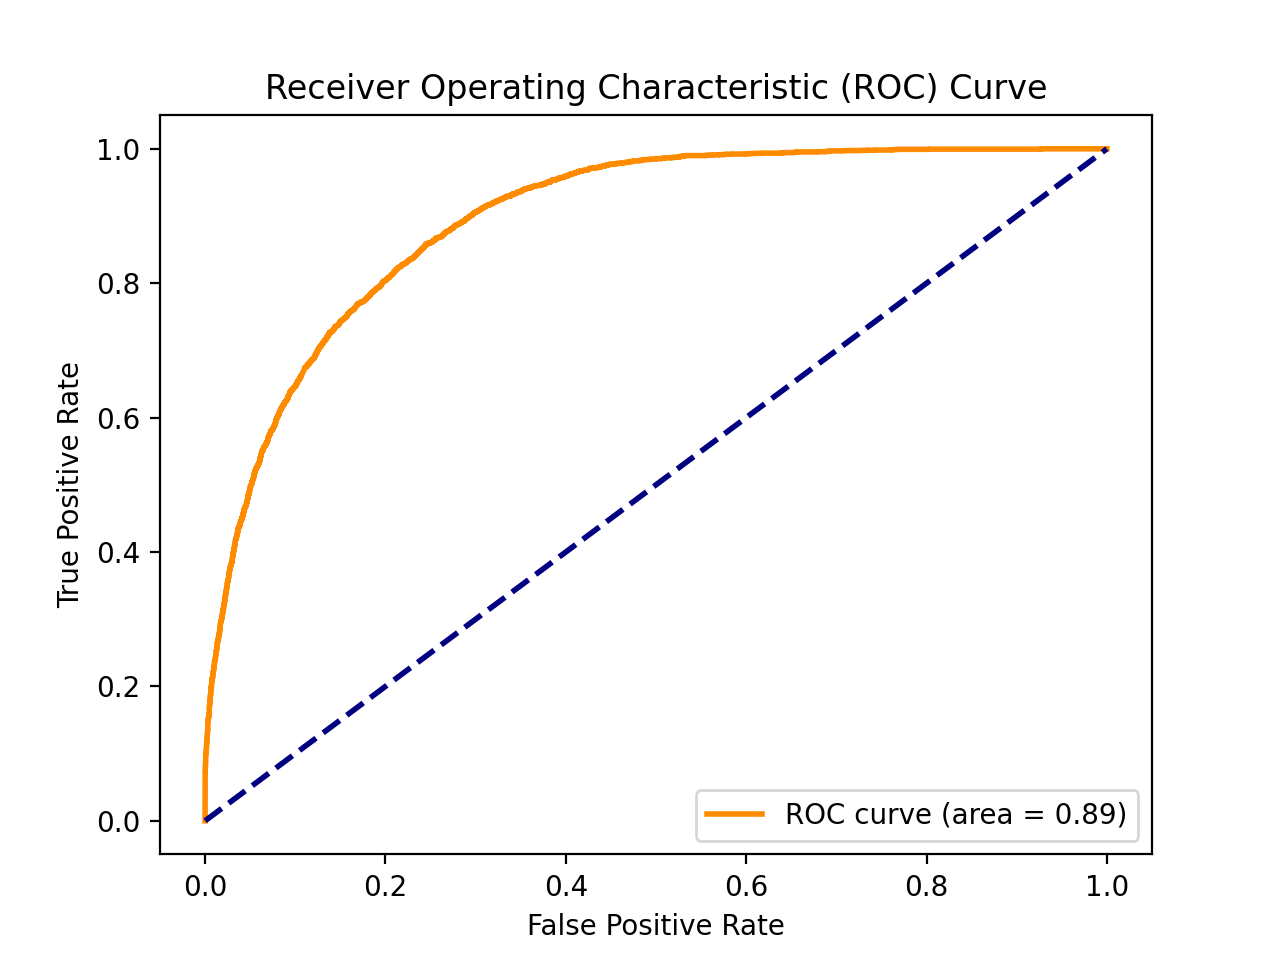 Receiver Operating Characteristic (ROC) Curve
1.0
0.8
0.6
0.4
0.2
0.0
True Positive Rate
ROC curve (area = 0.89)
0.0 0.2 0.4 0.6 0.8 1.0
False Positive Rate